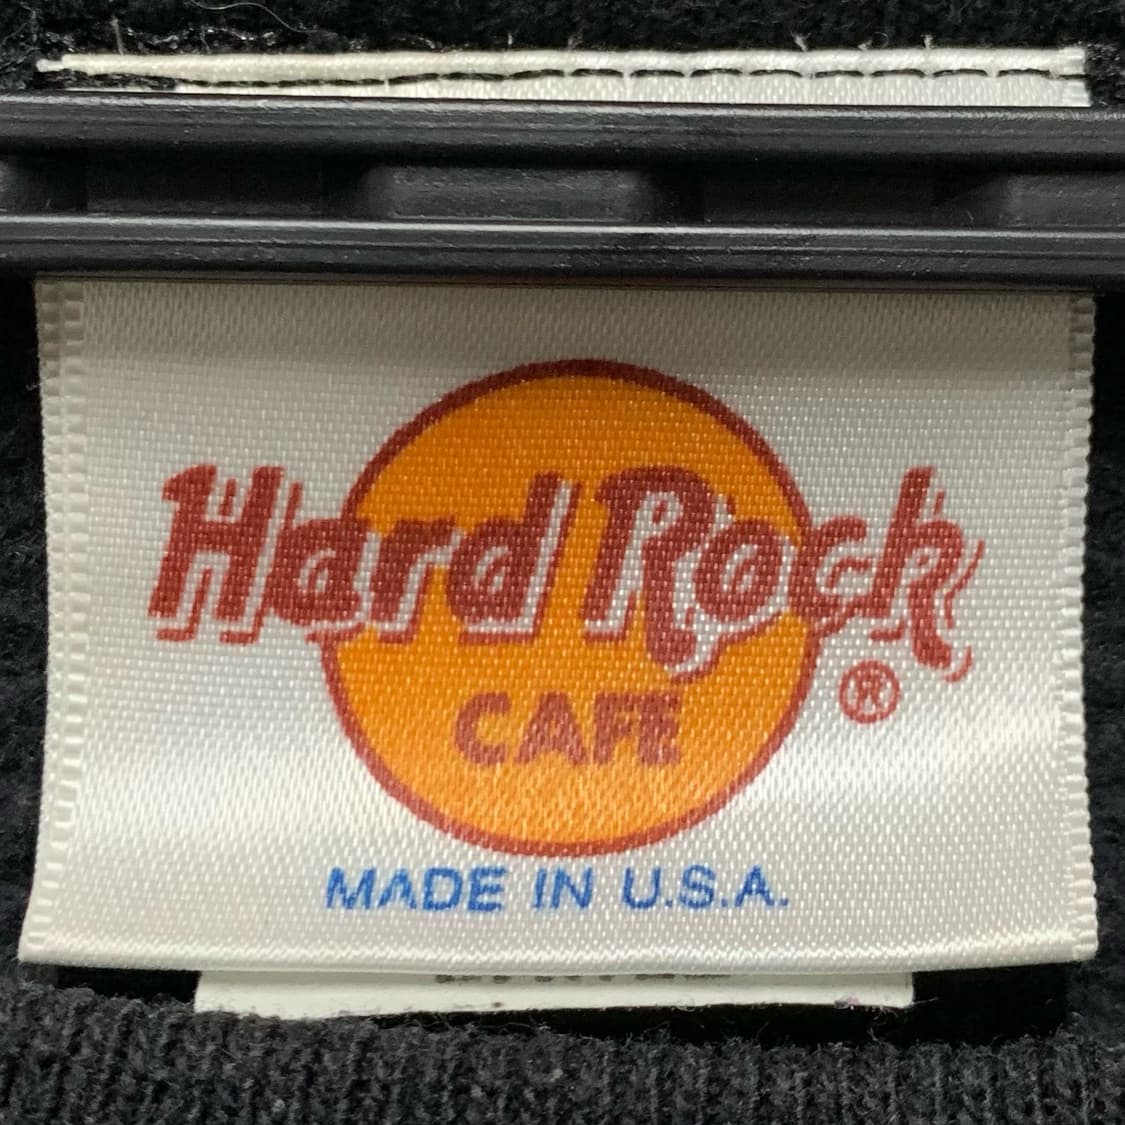 Hard Rock
CAFE
®
MADE IN U.S.A.